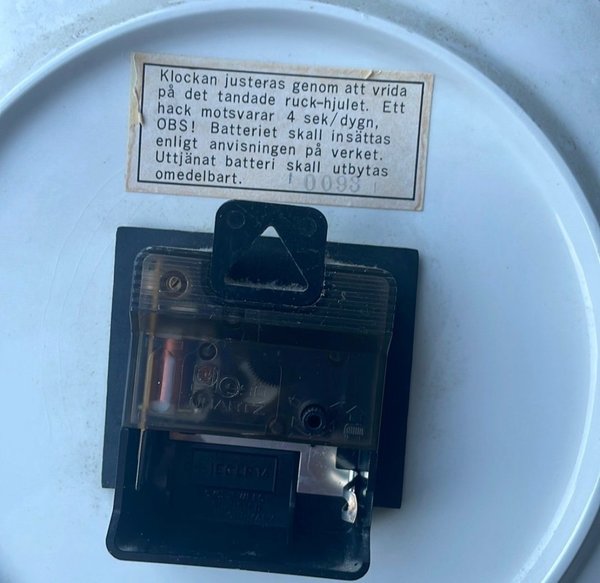 Klockan justeras genom att vrida
på det tandade ruck-hjulet. Ett
hack motsvarar 4 sek/dygn,
OBS! Batteriet skall insättas
enligt anvisningen på verket.
Uttjänat batteri skall utbytas
omedelbart. 0093